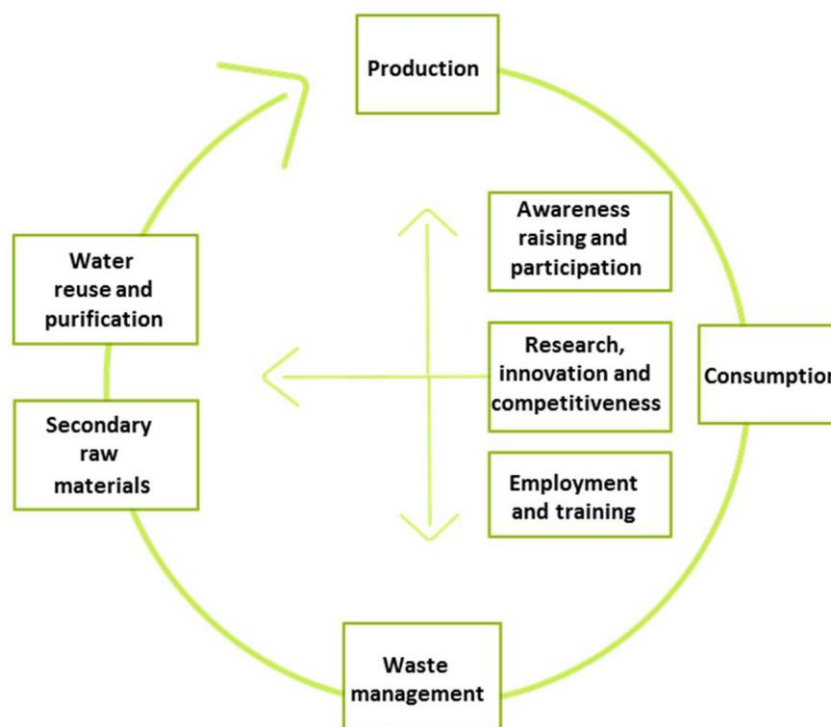 Production
Awareness
raising and
participation
Water
reuse and
purification
Research,
innovation and
competitiveness
Consumption
Secondary
raw
materials
Employment
and training
Waste
management